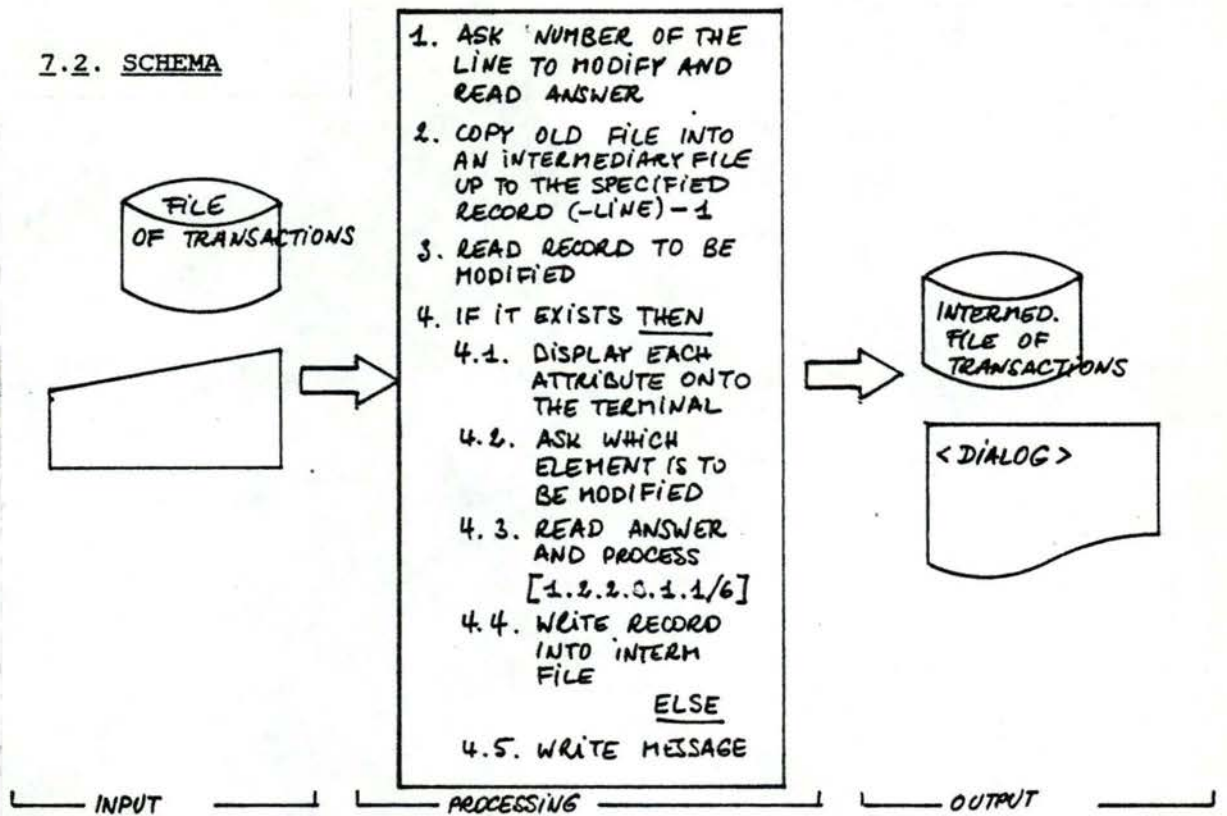 7.2. SCHEMA
FILE
OF TRANSACTIONS
1. ASK NUMBER OF THE
LINE TO MODIFY AND
READ ANSWER
2. COPY OLD FILE INTO
AN INTERMEDIARY FILE
UP TO THE SPECIFIED
RECORD (-LINE)-1
3. READ RECORD TO BE
MODIFIED
4. IF IT EXISTS THEN
4.1. DISPLAY EACH
ATTRIBUTE ONTO
THE TERMINAL
4.2. ASK WHICH
ELEMENT IS TO
BE MODIFIED
4.3. READ ANSWER
AND PROCESS
[1.2.2.0.1.1/6]
4.4. WRITE RECORD
INTO INTERM
FILE
ELSE
4.5. WRITE MESSAGE
INTERMED.
FILE OF
TRANSACTIONS
<DIALOG>
INPUT
PROCESSING
OUTPUT